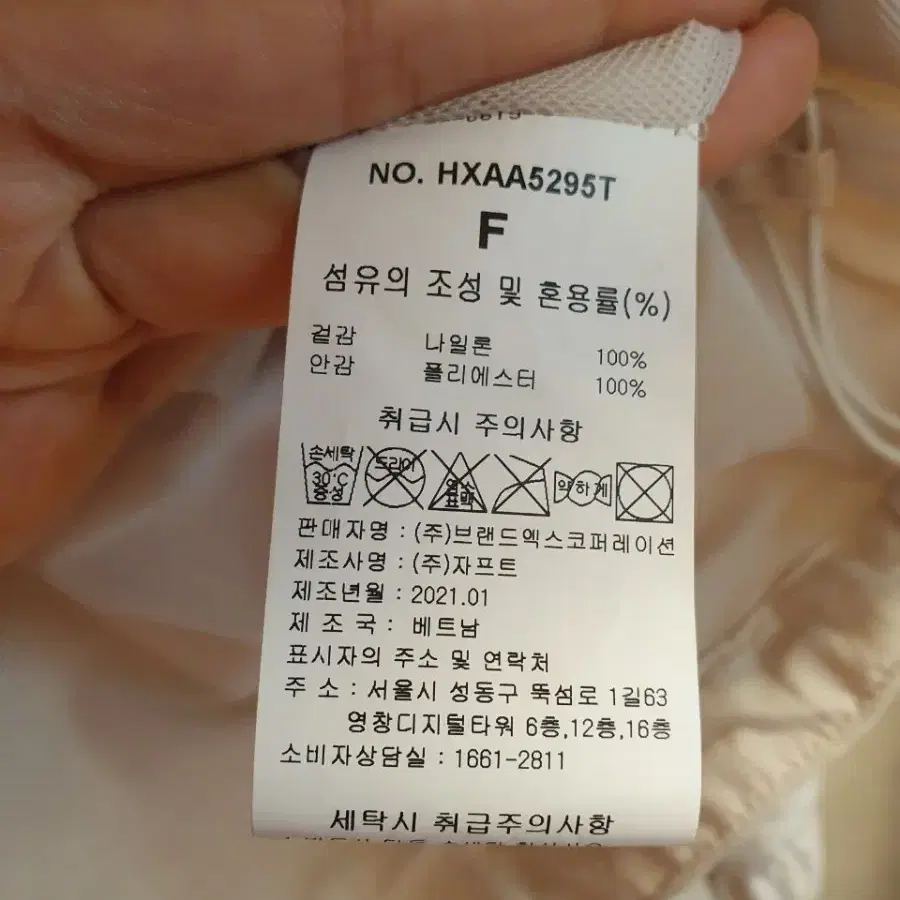 NO. HXAA5295T
F
섬유의 조성 및 혼용률(%)
겉감 나일론 100%
안감 폴리에스터 100%
취급시 주의사항
손세탁 30°C 중성 드라이 염소 표백 약하게
판매자명 : (주)브랜드엑스코퍼레이션
제조사명 : (주)자프트
제조년월 : 2021.01
제 조 국 : 베트남
표시자의 주소 및 연락처
주 소 : 서울시 성동구 뚝섬로 1길63
영창디지털타워 6층,12층,16층
소비자상담실 : 1661-2811
세탁시 취급주의사항